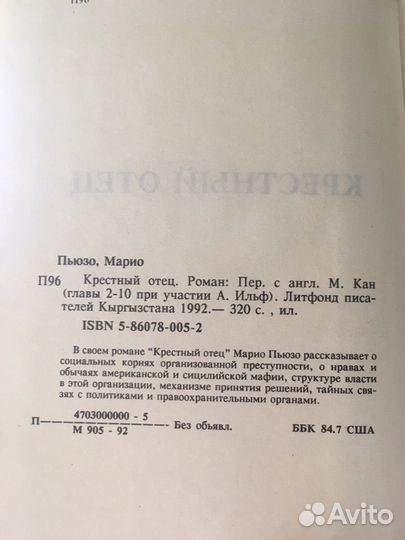 П96
КРЕСТНЫЙ ОТЕЦ
Пьюзо, Марио
П96 Крестный отец. Роман: Пер. с англ. М. Кан
(главы 2-10 при участии А. Ильф). Литфонд писа-
телей Кыргызстана 1992.— 320 с. , ил.
ISBN 5-86078-005-2
В своем романе "Крестный отец" Марио Пьюзо рассказывает о
социальных корнях организованной преступности, о нравах и
обычаях американской и сицилийской мафии, структуре власти
в этой организации, механизме принятия решений, тайных свя-
зях с политиками и правоохранительными органами.
4703000000 - 5
П—————————— Без объявл. ББК 84.7 США
М 905 - 92
Avito